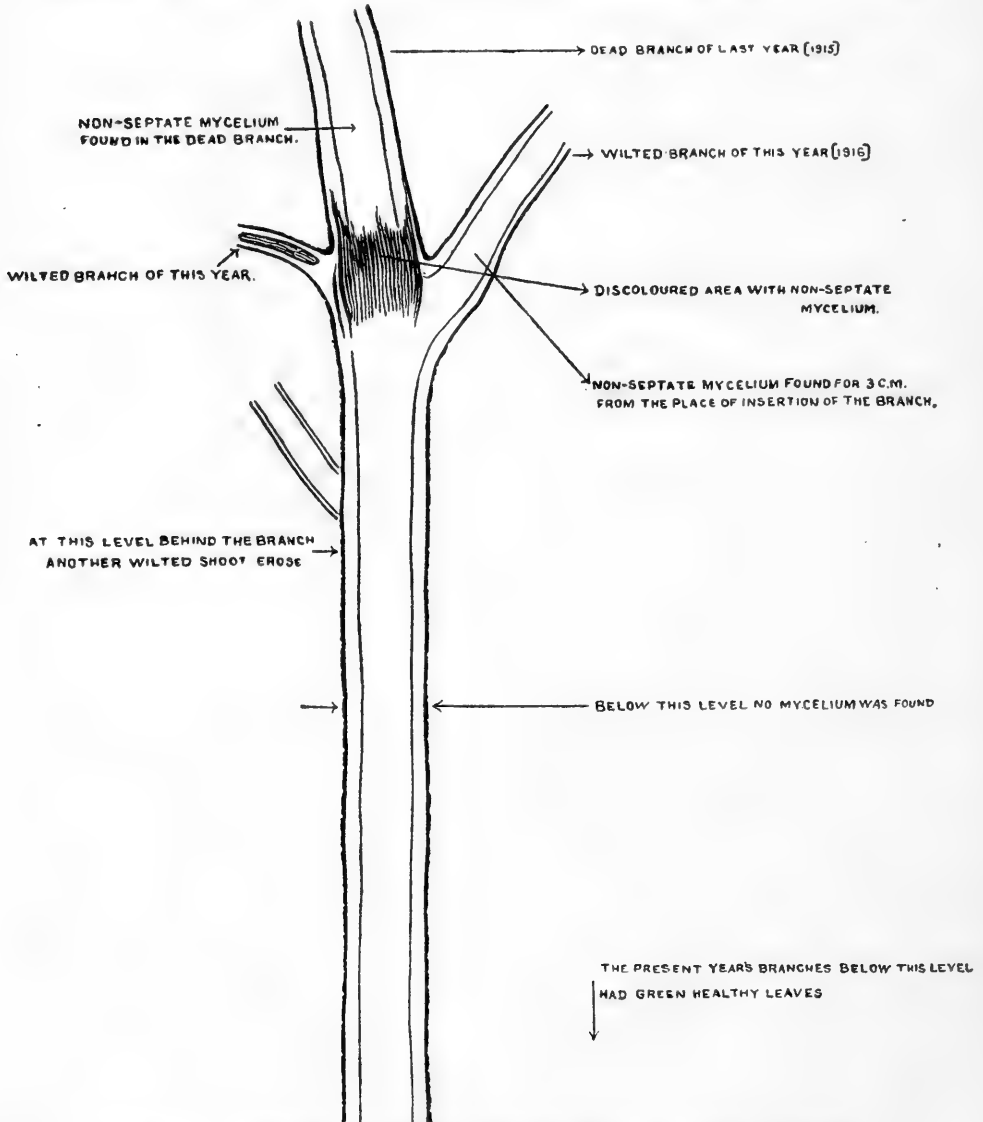 DEAD BRANCH OF LAST YEAR [1915]
NON-SEPTATE MYCELIUM
FOUND IN THE DEAD BRANCH.
WILTED BRANCH OF THIS YEAR [1916]
WILTED BRANCH OF THIS YEAR.
DISCOLOURED AREA WITH NON-SEPTATE
MYCELIUM.
NON-SEPTATE MYCELIUM FOUND FOR 3 C.M.
FROM THE PLACE OF INSERTION OF THE BRANCH.
AT THIS LEVEL BEHIND THE BRANCH
ANOTHER WILTED SHOOT EROSE
BELOW THIS LEVEL NO MYCELIUM WAS FOUND
THE PRESENT YEAR'S BRANCHES BELOW THIS LEVEL
HAD GREEN HEALTHY LEAVES